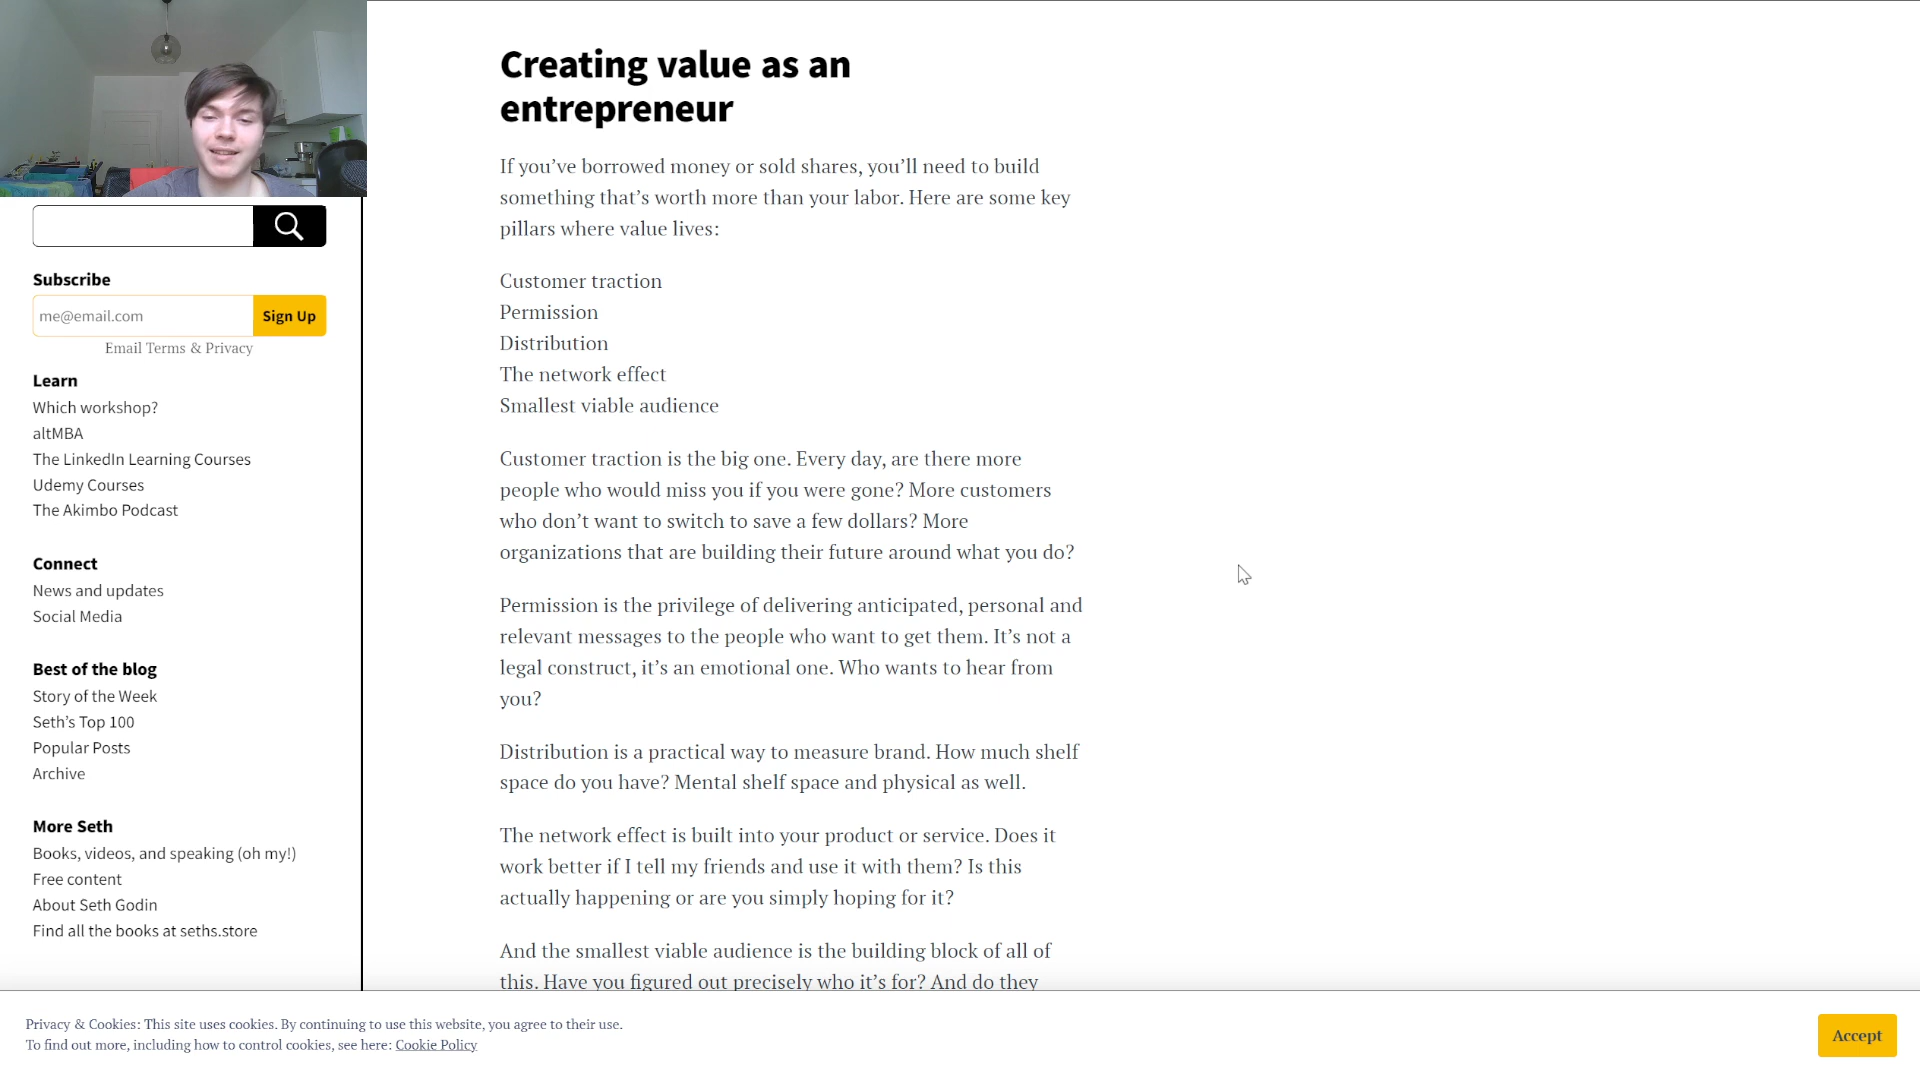 Creating value as an
entrepreneur
If you’ve borrowed money or sold shares, you’ll need to build
something that’s worth more than your labor. Here are some key
pillars where value lives:
Customer traction
Permission
Distribution
The network effect
Smallest viable audience
Customer traction is the big one. Every day, are there more
people who would miss you if you were gone? More customers
who don’t want to switch to save a few dollars? More
organizations that are building their future around what you do?
Permission is the privilege of delivering anticipated, personal and
relevant messages to the people who want to get them. It’s not a
legal construct, it’s an emotional one. Who wants to hear from
you?
Distribution is a practical way to measure brand. How much shelf
space do you have? Mental shelf space and physical as well.
The network effect is built into your product or service. Does it
work better if I tell my friends and use it with them? Is this
actually happening or are you simply hoping for it?
And the smallest viable audience is the building block of all of
this. Have you figured out precisely who it’s for? And do they
Subscribe
me@email.com
Sign Up
Email Terms & Privacy
Learn
Which workshop?
altMBA
The LinkedIn Learning Courses
Udemy Courses
The Akimbo Podcast
Connect
News and updates
Social Media
Best of the blog
Story of the Week
Seth’s Top 100
Popular Posts
Archive
More Seth
Books, videos, and speaking (oh my!)
Free content
About Seth Godin
Find all the books at seths.store
Privacy & Cookies: This site uses cookies. By continuing to use this website, you agree to their use.
To find out more, including how to control cookies, see here: Cookie Policy
Accept